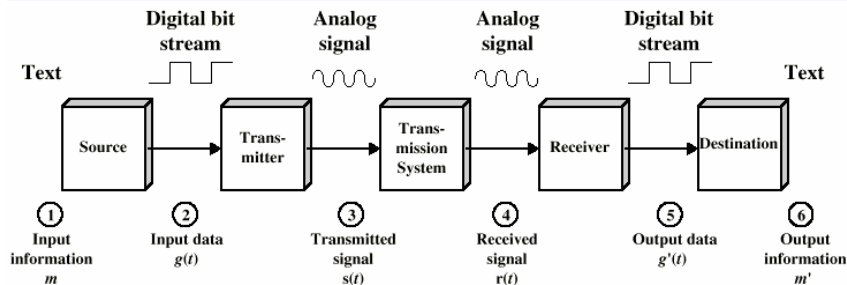 Digital bit
stream
Analog
signal
Analog
signal
Digital bit
stream
Text
Text
Source
Trans-
mitter
Trans-
mission
System
Receiver
Destination
1
2
3
4
5
6
Input
information
m
Input data
g(t)
Transmitted
signal
s(t)
Received
signal
r(t)
Output data
g'(t)
Output
information
m'